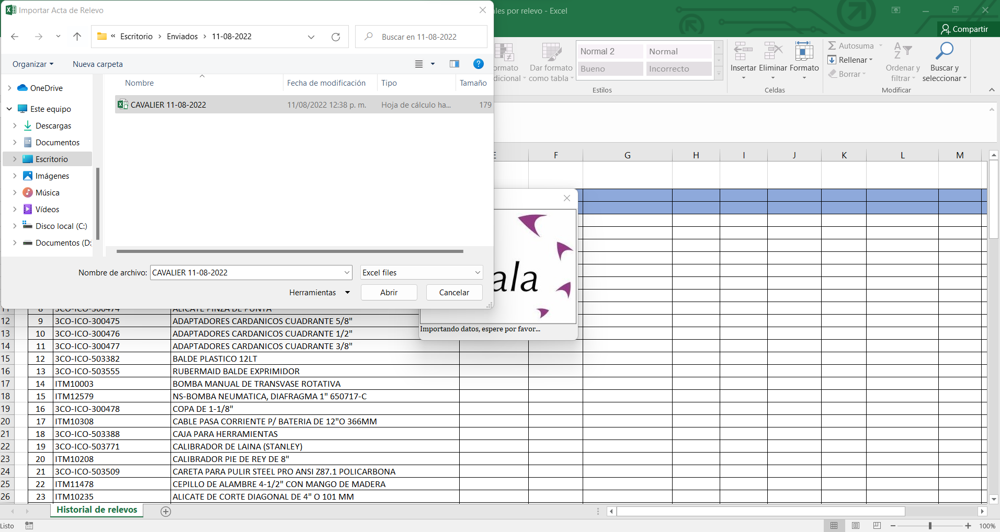 Importar Acta de Relevo
ales por relevo - Excel
Compartir
« Escritorio › Enviados › 11-08-2022
Buscar en 11-08-2022
Organizar
Nueva carpeta
Nombre
Fecha de modificación
Tipo
Tamaño
CAVALIER 11-08-2022
11/08/2022 12:38 p. m.
Hoja de cálculo ha...
179
OneDrive
Este equipo
Descargas
Documentos
Escritorio
Imágenes
Música
Vídeos
Disco local (C:)
Documentos (D:
Nombre de archivo: CAVALIER 11-08-2022
Excel files
Herramientas
Abrir
Cancelar
ormato
dicional
Dar formato
como tabla
Normal 2
Normal
Bueno
Incorrecto
Estilos
Insertar
Eliminar
Formato
Celdas
Autosuma
Rellenar
Borrar
Ordenar y
filtrar
Buscar y
seleccionar
Modificar
E F G H I J K L M
ala
Importando datos, espere por favor...
11 8 3CO-ICO-300474 ALICATE PINZA DE PUNTA
12 9 3CO-ICO-300475 ADAPTADORES CARDANICOS CUADRANTE 5/8"
13 10 3CO-ICO-300476 ADAPTADORES CARDANICOS CUADRANTE 1/2"
14 11 3CO-ICO-300477 ADAPTADORES CARDANICOS CUADRANTE 3/8"
15 12 3CO-ICO-503382 BALDE PLASTICO 12LT
16 13 3CO-ICO-503555 RUBERMAID BALDE EXPRIMIDOR
17 14 ITM10003 BOMBA MANUAL DE TRANSVASE ROTATIVA
18 15 ITM12579 NS-BOMBA NEUMATICA, DIAFRAGMA 1" 650717-C
19 16 3CO-ICO-300478 COPA DE 1-1/8"
20 17 ITM10308 CABLE PASA CORRIENTE P/ BATERIA DE 12"O 366MM
21 18 3CO-ICO-503388 CAJA PARA HERRAMIENTAS
22 19 3CO-ICO-503771 CALIBRADOR DE LAINA (STANLEY)
23 20 ITM10208 CALIBRADOR PIE DE REY DE 8"
24 21 3CO-ICO-503509 CARETA PARA PULIR STEEL PRO ANSI Z87.1 POLICARBONA
25 22 ITM11478 CEPILLO DE ALAMBRE 4-1/2" CON MANGO DE MADERA
26 23 ITM10235 ALICATE DE CORTE DIAGONAL DE 4" O 101 MM
Historial de relevos
Listo
100%